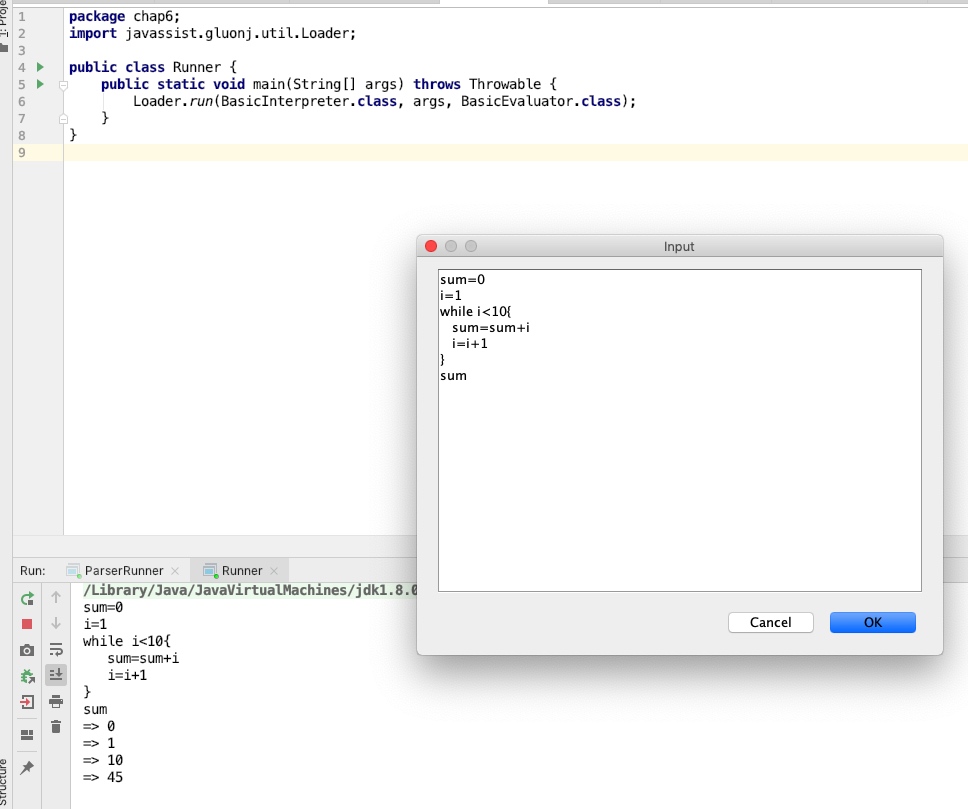 1: Proje
1 package chap6;
2 import javassist.gluonj.util.Loader;
3
4 public class Runner {
5 public static void main(String[] args) throws Throwable {
6 Loader.run(BasicInterpreter.class, args, BasicEvaluator.class);
7 }
8 }
9
Input
sum=0
i=1
while i<10{
sum=sum+i
i=i+1
}
sum
Cancel OK
Run: ParserRunner Runner
/Library/Java/JavaVirtualMachines/jdk1.8.0
sum=0
i=1
while i<10{
sum=sum+i
i=i+1
}
sum
=> 0
=> 1
=> 10
=> 45
Structure